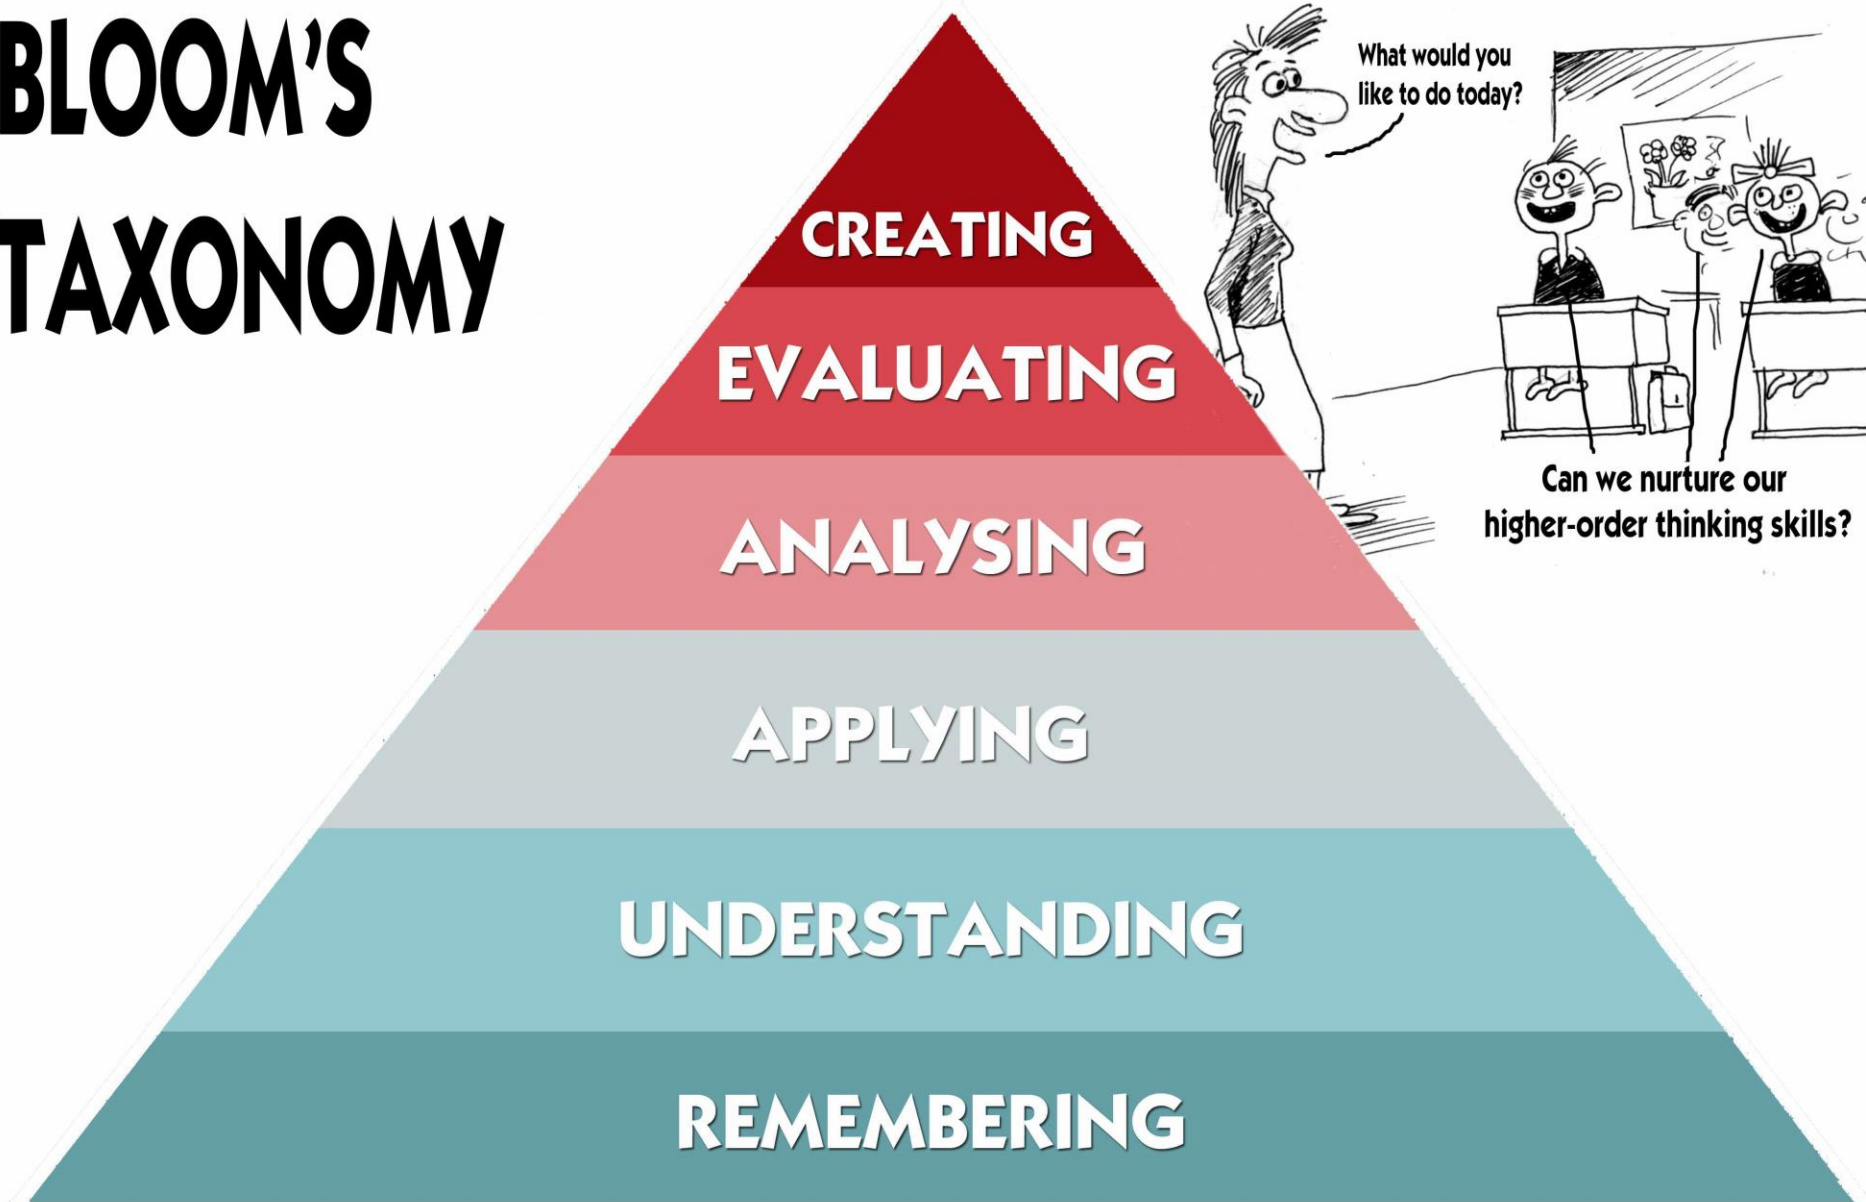 BLOOM'S
TAXONOMY
What would you
like to do today?
Can we nurture our
higher-order thinking skills?
CREATING
EVALUATING
ANALYSING
APPLYING
UNDERSTANDING
REMEMBERING